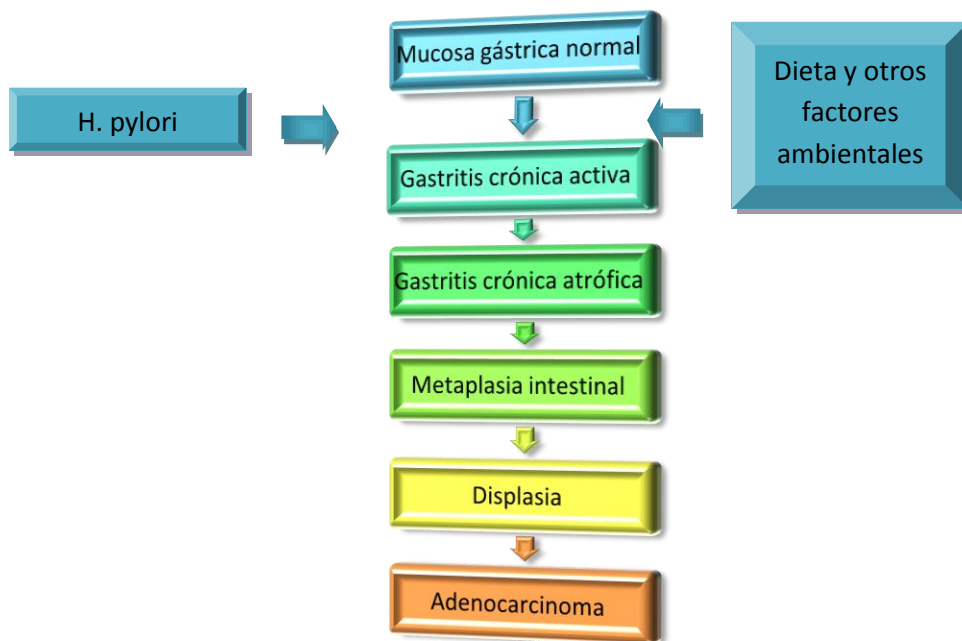 Mucosa gástrica normal
H. pylori
Dieta y otros
factores
ambientales
Gastritis crónica activa
Gastritis crónica atrófica
Metaplasia intestinal
Displasia
Adenocarcinoma